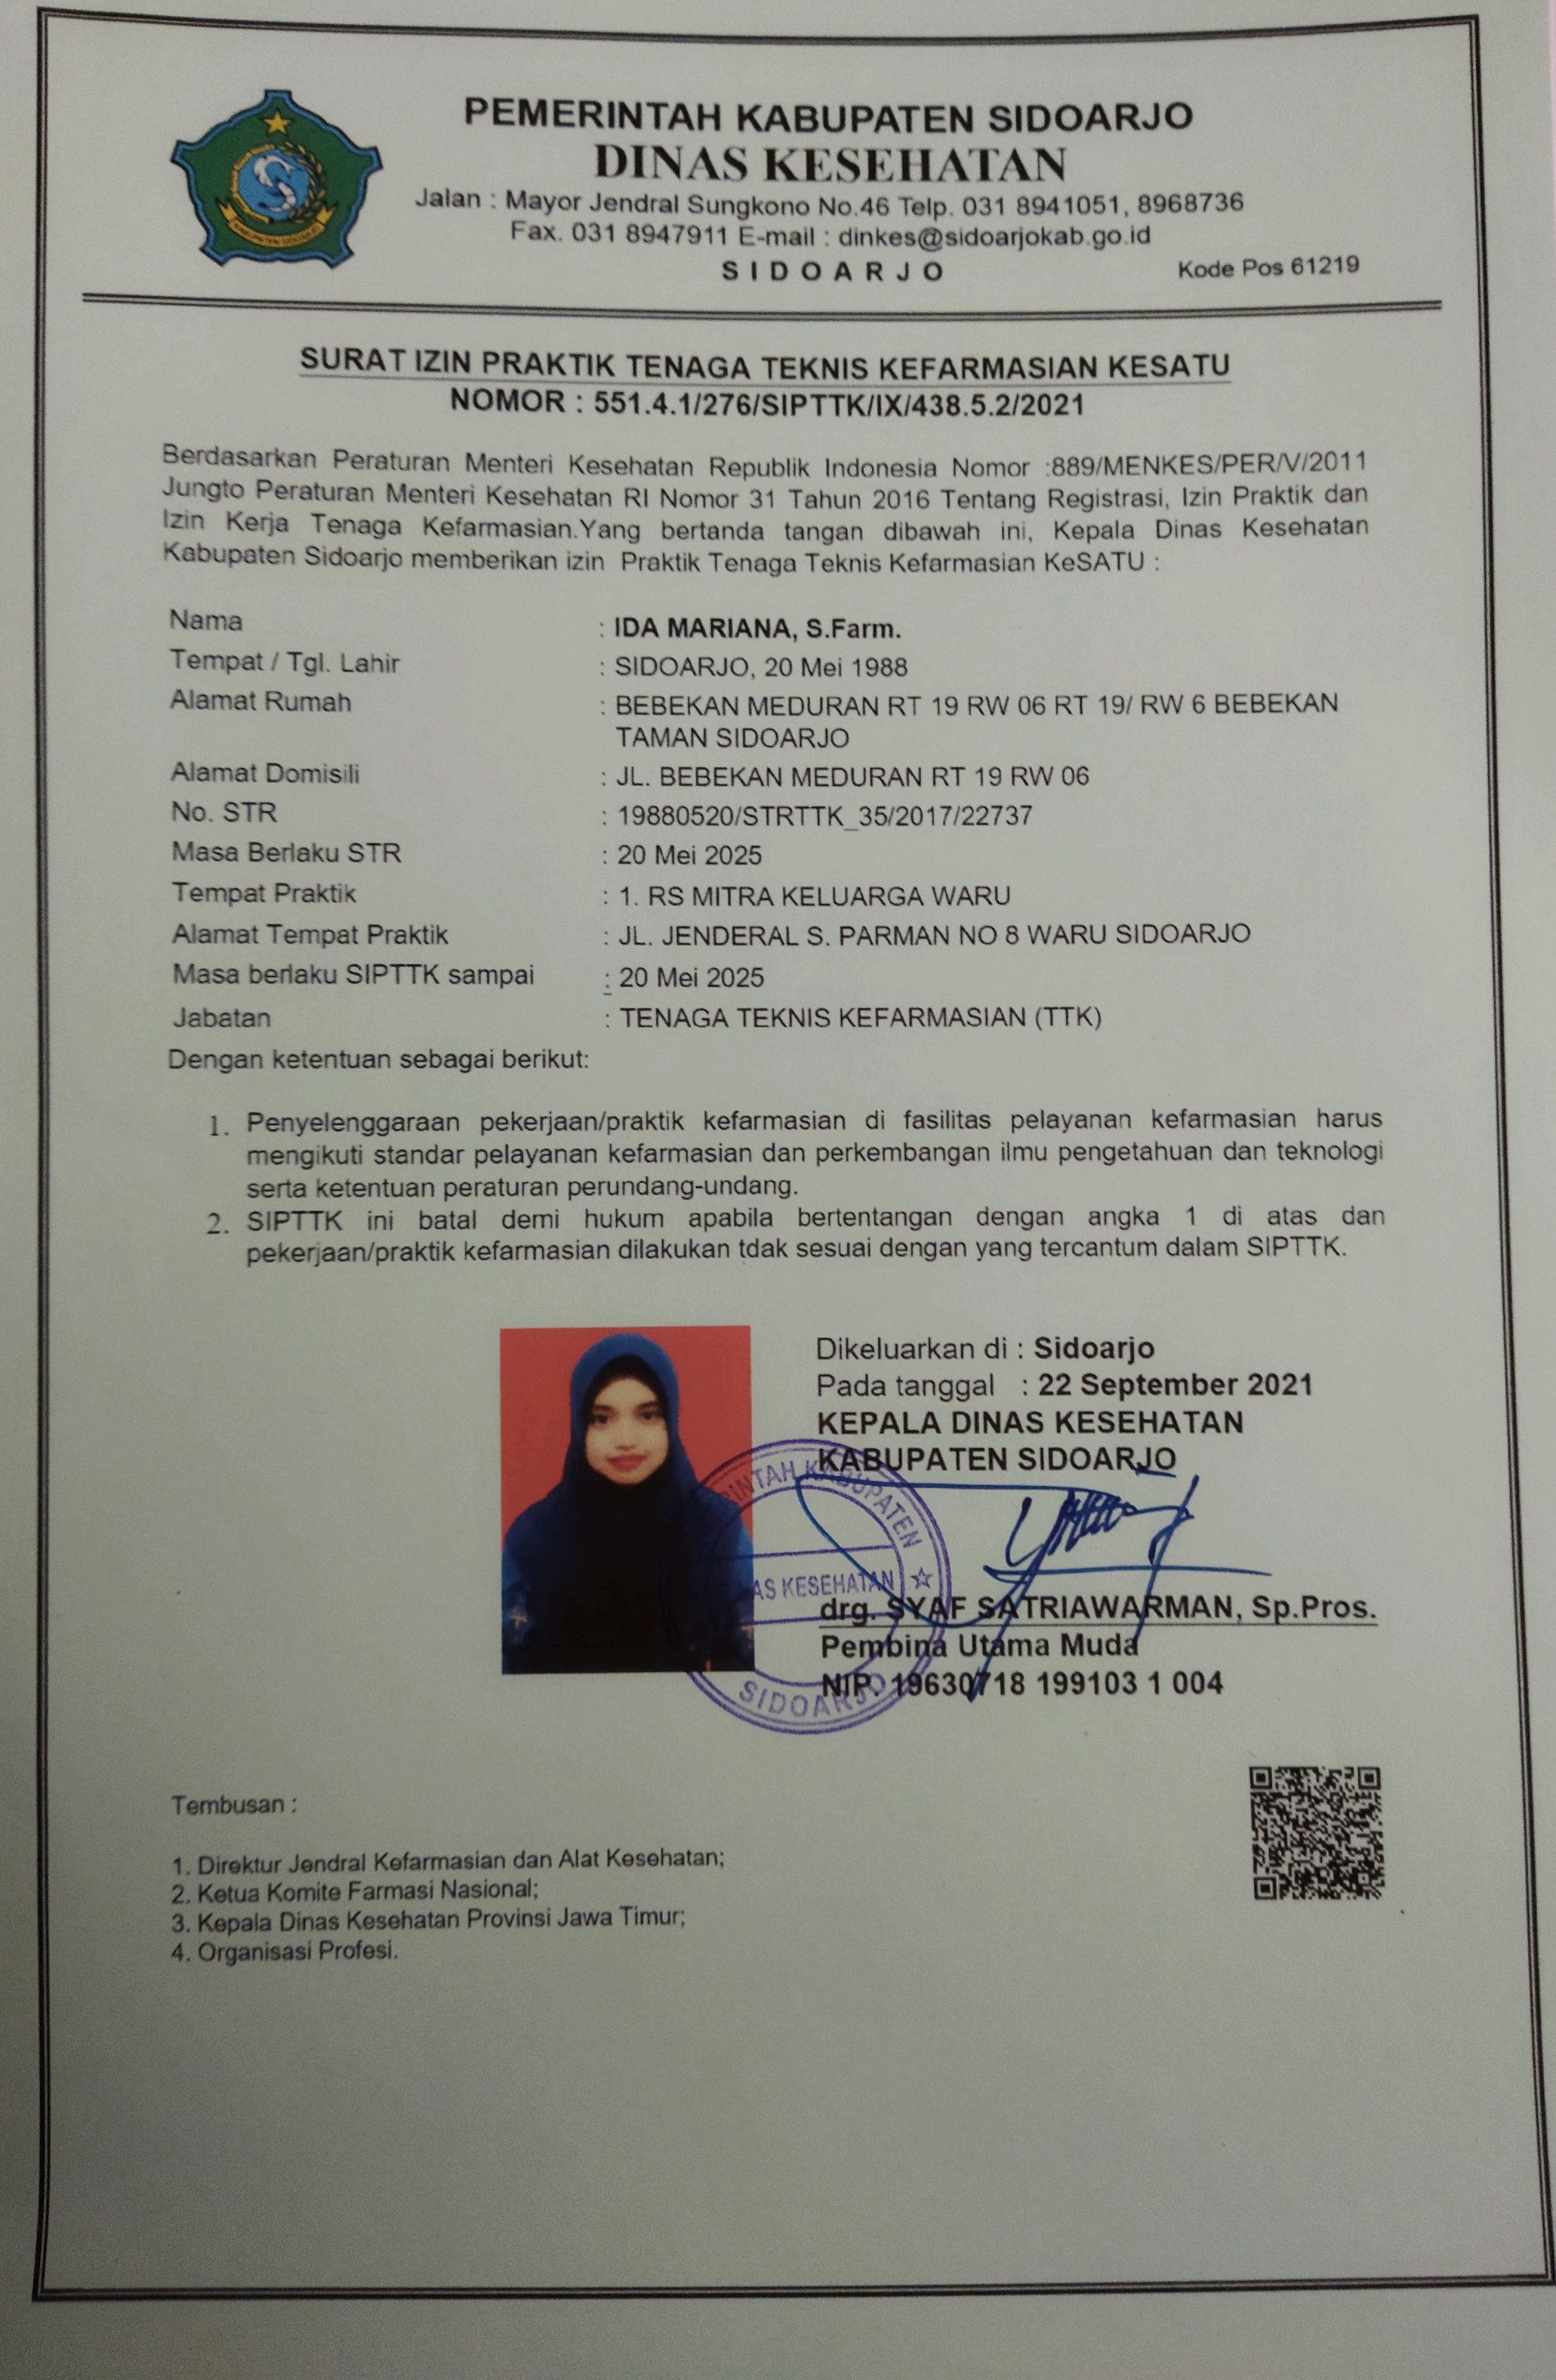 PEMERINTAH KABUPATEN SIDOARJO
DINAS KESEHATAN
Jalan : Mayor Jendral Sungkono No.46 Telp. 031 8941051, 8968736
Fax. 031 8947911 E-mail : dinkes@sidoarjokab.go.id
S I D O A R J O
Kode Pos 61219
SURAT IZIN PRAKTIK TENAGA TEKNIS KEFARMASIAN KESATU
NOMOR : 551.4.1/276/SIPTTK/IX/438.5.2/2021
Berdasarkan Peraturan Menteri Kesehatan Republik Indonesia Nomor :889/MENKES/PER/V/2011
Jungto Peraturan Menteri Kesehatan RI Nomor 31 Tahun 2016 Tentang Registrasi, Izin Praktik dan
Izin Kerja Tenaga Kefarmasian.Yang bertanda tangan dibawah ini, Kepala Dinas Kesehatan
Kabupaten Sidoarjo memberikan izin Praktik Tenaga Teknis Kefarmasian KeSATU :
Nama : IDA MARIANA, S.Farm.
Tempat / Tgl. Lahir : SIDOARJO, 20 Mei 1988
Alamat Rumah : BEBEKAN MEDURAN RT 19 RW 06 RT 19/ RW 6 BEBEKAN
TAMAN SIDOARJO
Alamat Domisili : JL. BEBEKAN MEDURAN RT 19 RW 06
No. STR : 19880520/STRTTK_35/2017/22737
Masa Berlaku STR : 20 Mei 2025
Tempat Praktik : 1. RS MITRA KELUARGA WARU
Alamat Tempat Praktik : JL. JENDERAL S. PARMAN NO 8 WARU SIDOARJO
Masa berlaku SIPTTK sampai : 20 Mei 2025
Jabatan : TENAGA TEKNIS KEFARMASIAN (TTK)
Dengan ketentuan sebagai berikut:
1. Penyelenggaraan pekerjaan/praktik kefarmasian di fasilitas pelayanan kefarmasian harus
mengikuti standar pelayanan kefarmasian dan perkembangan ilmu pengetahuan dan teknologi
serta ketentuan peraturan perundang-undang.
2. SIPTTK ini batal demi hukum apabila bertentangan dengan angka 1 di atas dan
pekerjaan/praktik kefarmasian dilakukan tdak sesuai dengan yang tercantum dalam SIPTTK.
Dikeluarkan di : Sidoarjo
Pada tanggal : 22 September 2021
KEPALA DINAS KESEHATAN
KABUPATEN SIDOARJO
KABUPATEN
KESEHATAN
SIDOARJO
drg. SYAF SATRIAWARMAN, Sp.Pros.
Pembina Utama Muda
NIP. 19630718 199103 1 004
Tembusan :
1. Direktur Jendral Kefarmasian dan Alat Kesehatan;
2. Ketua Komite Farmasi Nasional;
3. Kepala Dinas Kesehatan Provinsi Jawa Timur;
4. Organisasi Profesi.